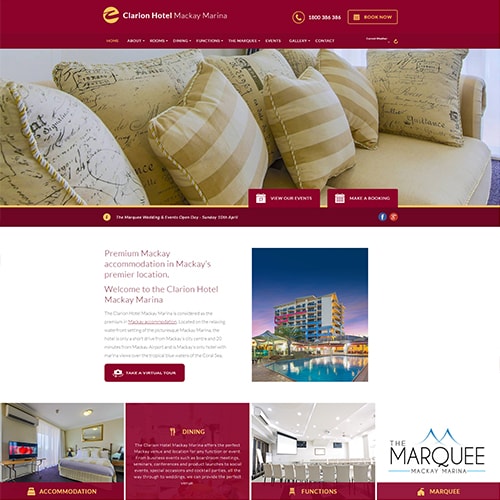 Clarion Hotel Mackay Marina
1800 386 386
BOOK NOW
HOME ABOUT ROOMS DINING FUNCTIONS THE MARQUEE EVENTS GALLERY CONTACT
Current Weather
VIEW OUR EVENTS
MAKE A BOOKING
The Marquee Wedding & Events Open Day - Sunday 10th April
Premium Mackay
accommodation in Mackay's
premier location.
Welcome to the Clarion Hotel
Mackay Marina
The Clarion Hotel Mackay Marina is considered as the
premium in Mackay accommodation. Located on the relaxing
waterfront setting of the picturesque Mackay Marina, the
hotel is only a short drive from Mackay's city centre and 10
minutes from Mackay Airport and is Mackay's only hotel with
marina views over the tropical blue waters of the Coral Sea.
TAKE A VIRTUAL TOUR
DINING
The Clarion Hotel Mackay Marina offers the perfect
Mackay venue and location for any function or event.
From business events such as boardroom meetings,
seminars, conferences and product launches to social
events, special occasions and cocktail parties, all the
way through to weddings, we can provide the perfect
venue.
THE
MARQUEE
MACKAY MARINA
ACCOMMODATION
FUNCTIONS
MARQUEE